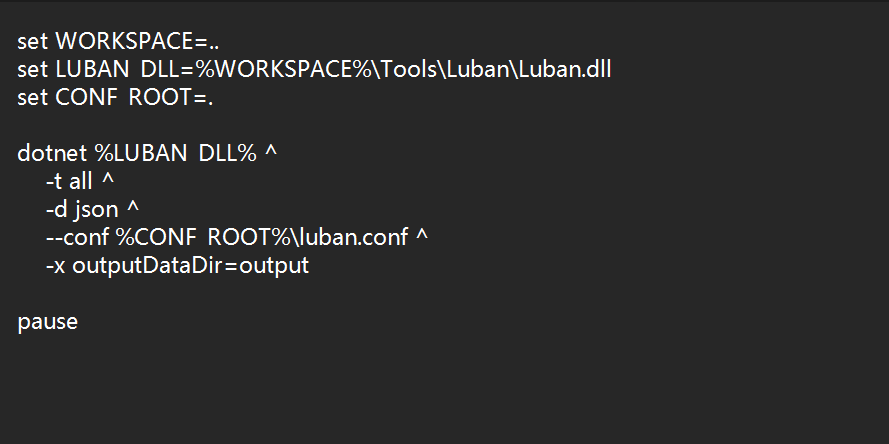 set WORKSPACE=..
set LUBAN_DLL=%WORKSPACE%\Tools\Luban\Luban.dll
set CONF_ROOT=.

dotnet %LUBAN_DLL% ^
    -t all ^
    -d json ^
    --conf %CONF_ROOT%\luban.conf ^
    -x outputDataDir=output

pause